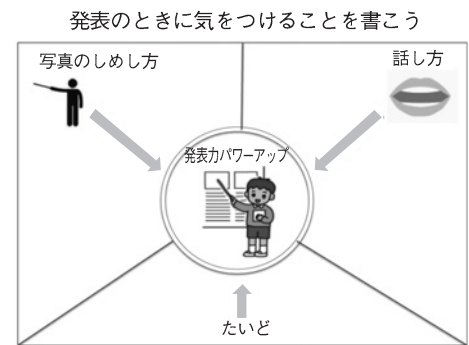 発表のときに気をつけることを書こう
写真のしめし方
話し方
発表力パワーアップ
たいど